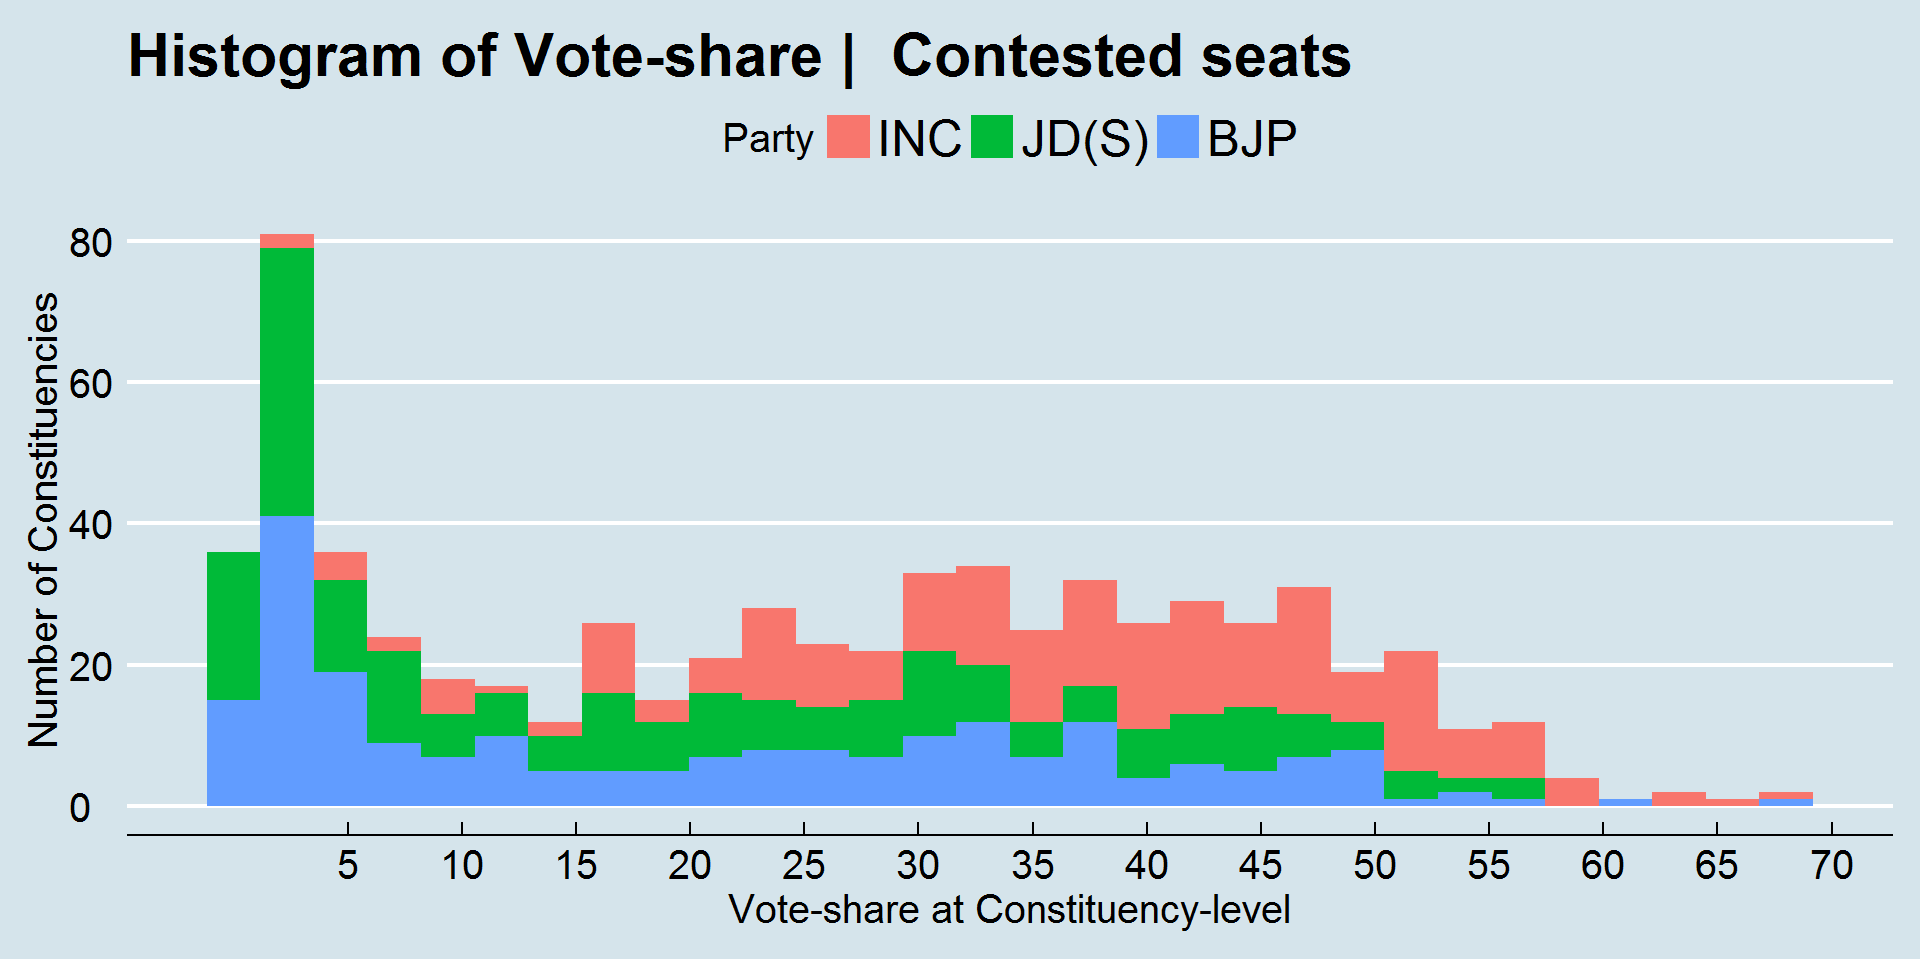 Histogram of Vote-share | Contested seats
Party INC JD(S) BJP
Number of Constituencies
80
60
40
20
0
5 10 15 20 25 30 35 40 45 50 55 60 65 70
Vote-share at Constituency-level